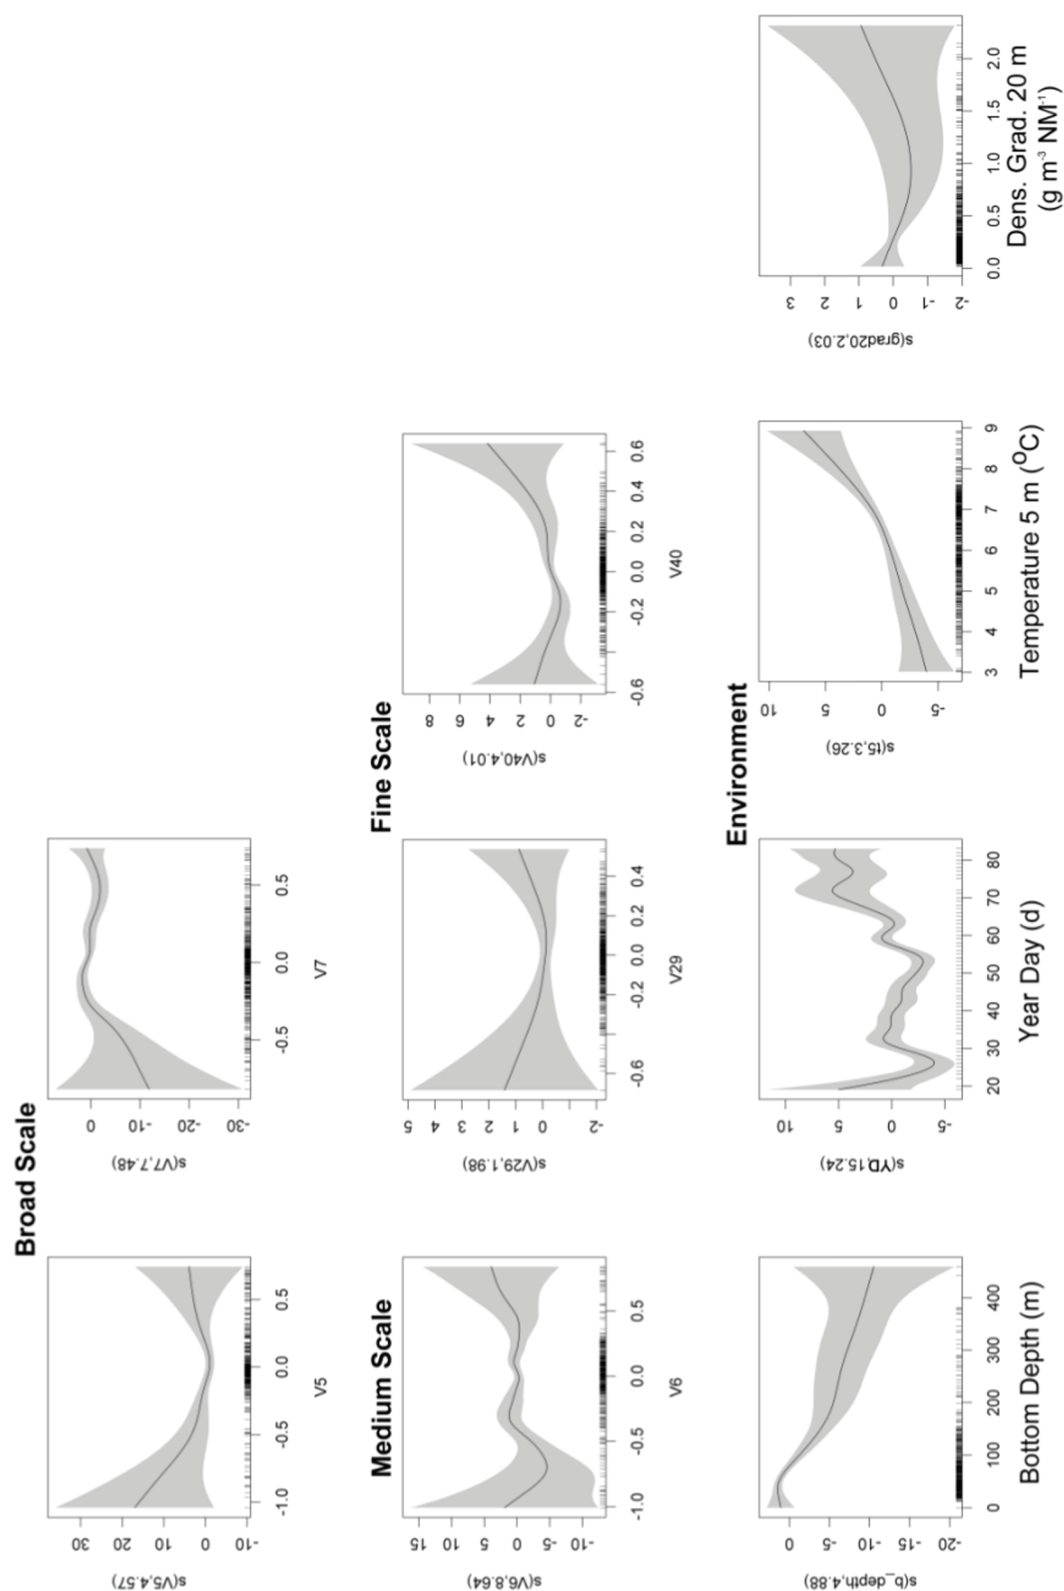 Broad Scale
s(V5,4.57)
30 20 10 0 -10
-1.0 -0.5 0.0 0.5
V5
s(V7,7.48)
0 -10 -20 -30
-0.5 0.0 0.5
V7
Medium Scale
s(V6,8.64)
15 10 5 0 -10
-1.0 -0.5 0.0 0.5
V6
Fine Scale
s(V29,1.98)
5 4 3 2 1 0 -2
-0.6 -0.2 0.0 0.2 0.4
V29
s(V40,4.01)
8 6 4 2 0 -2
-0.6 -0.2 0.0 0.2 0.4 0.6
V40
Environment
s(b_depth,4.88)
0 -5 -10 -15 -20
0 100 200 300 400
Bottom Depth (m)
s(YD,15.24)
10 5 0 -5
20 30 40 50 60 70 80
Year Day (d)
s(t5,3.26)
10 5 0 -5
3 4 5 6 7 8 9
Temperature 5 m (ºC)
s(grad20,2.03)
3 2 1 0 -1 -2
0.0 0.5 1.0 1.5 2.0
Dens. Grad. 20 m
(g m⁻³ NM⁻¹)